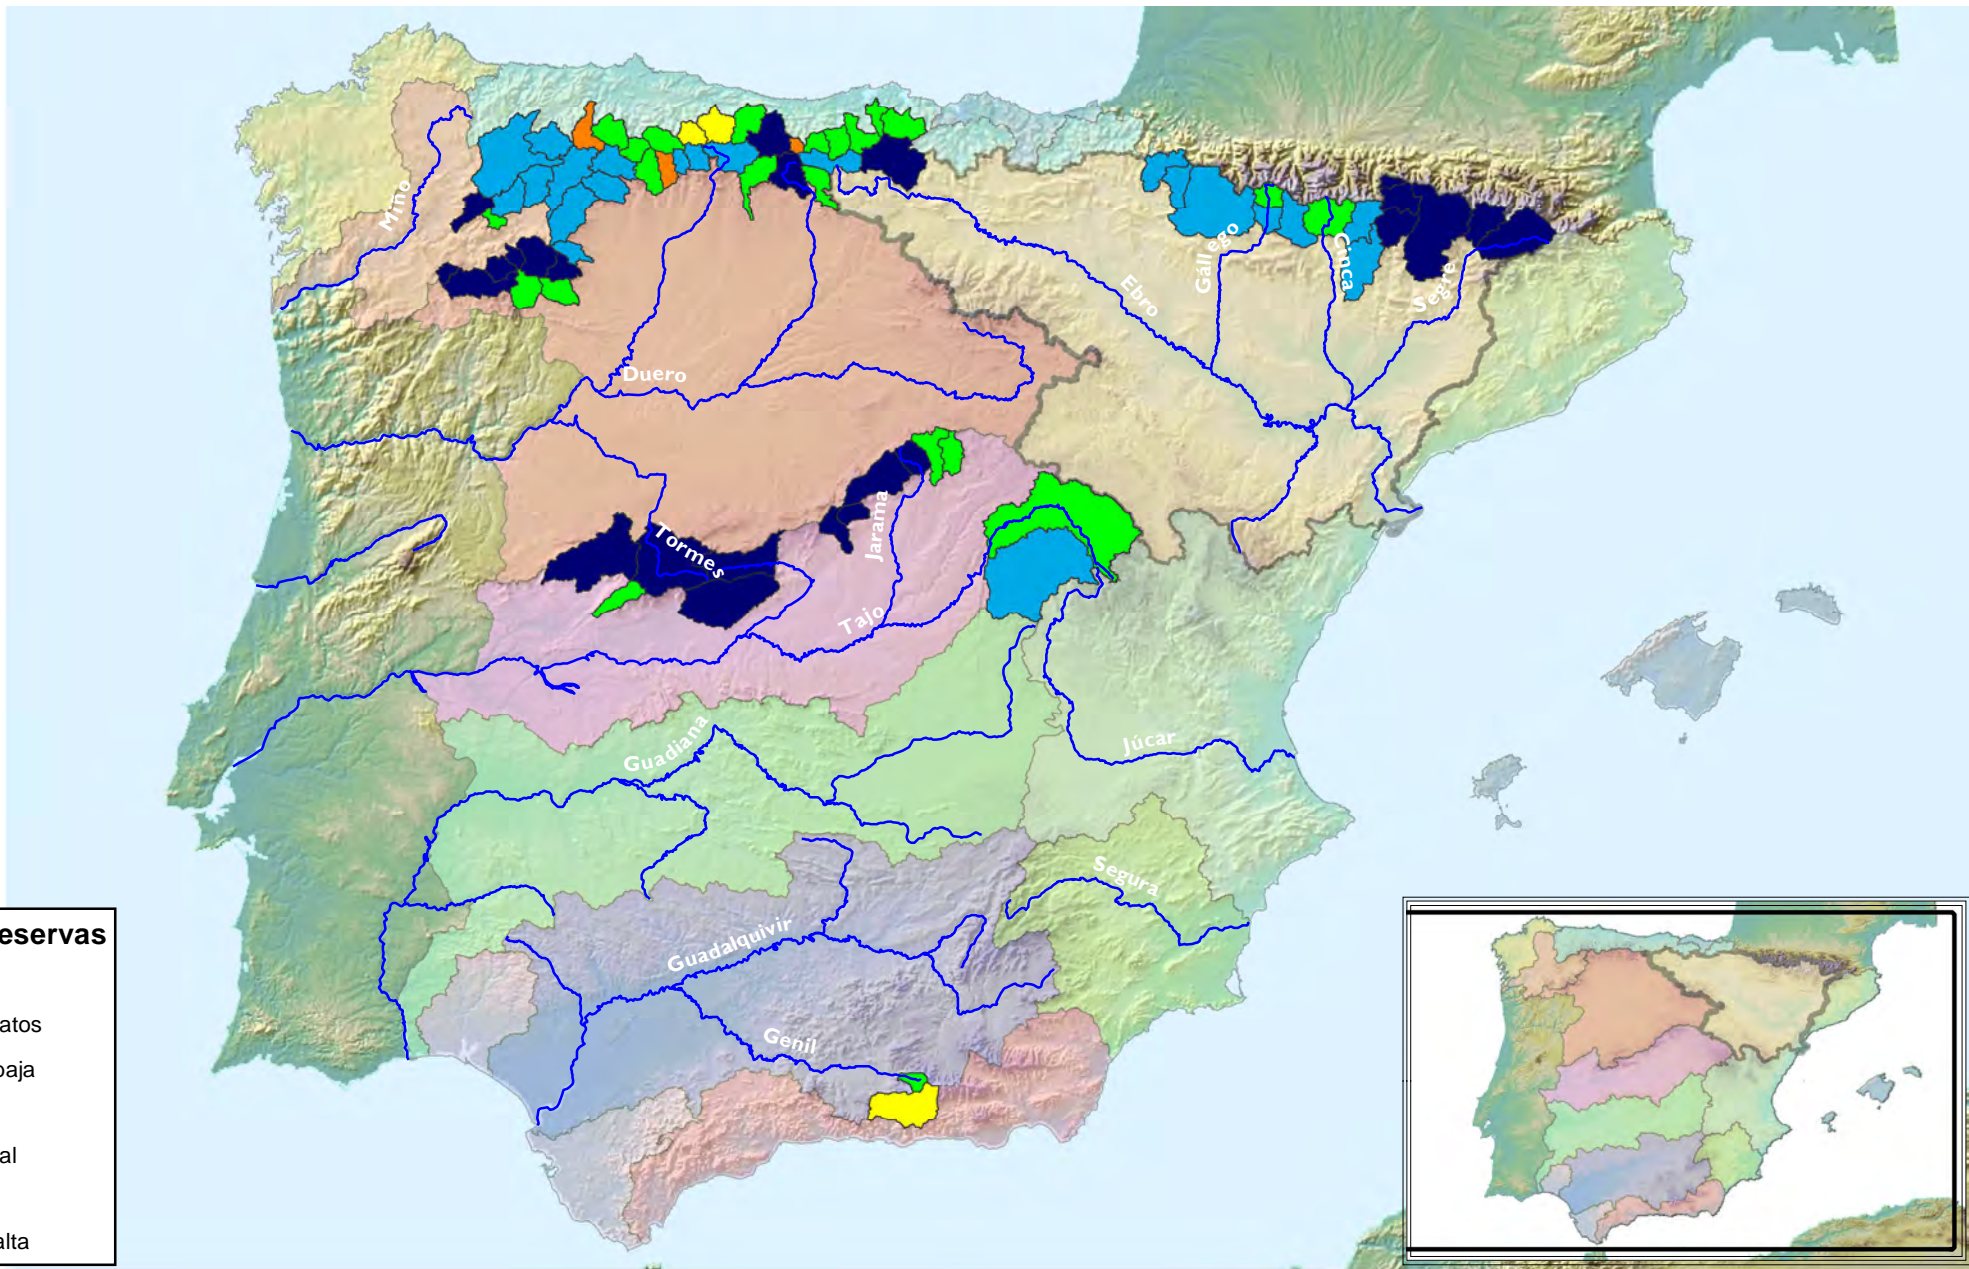 Miño
Duero
Ebro
Gállego
Cinca
Segre
Jarama
Tormes
Tajo
Guadiana
Júcar
Segura
Guadalquivir
Genil
eservas
atos
baja
al
alta